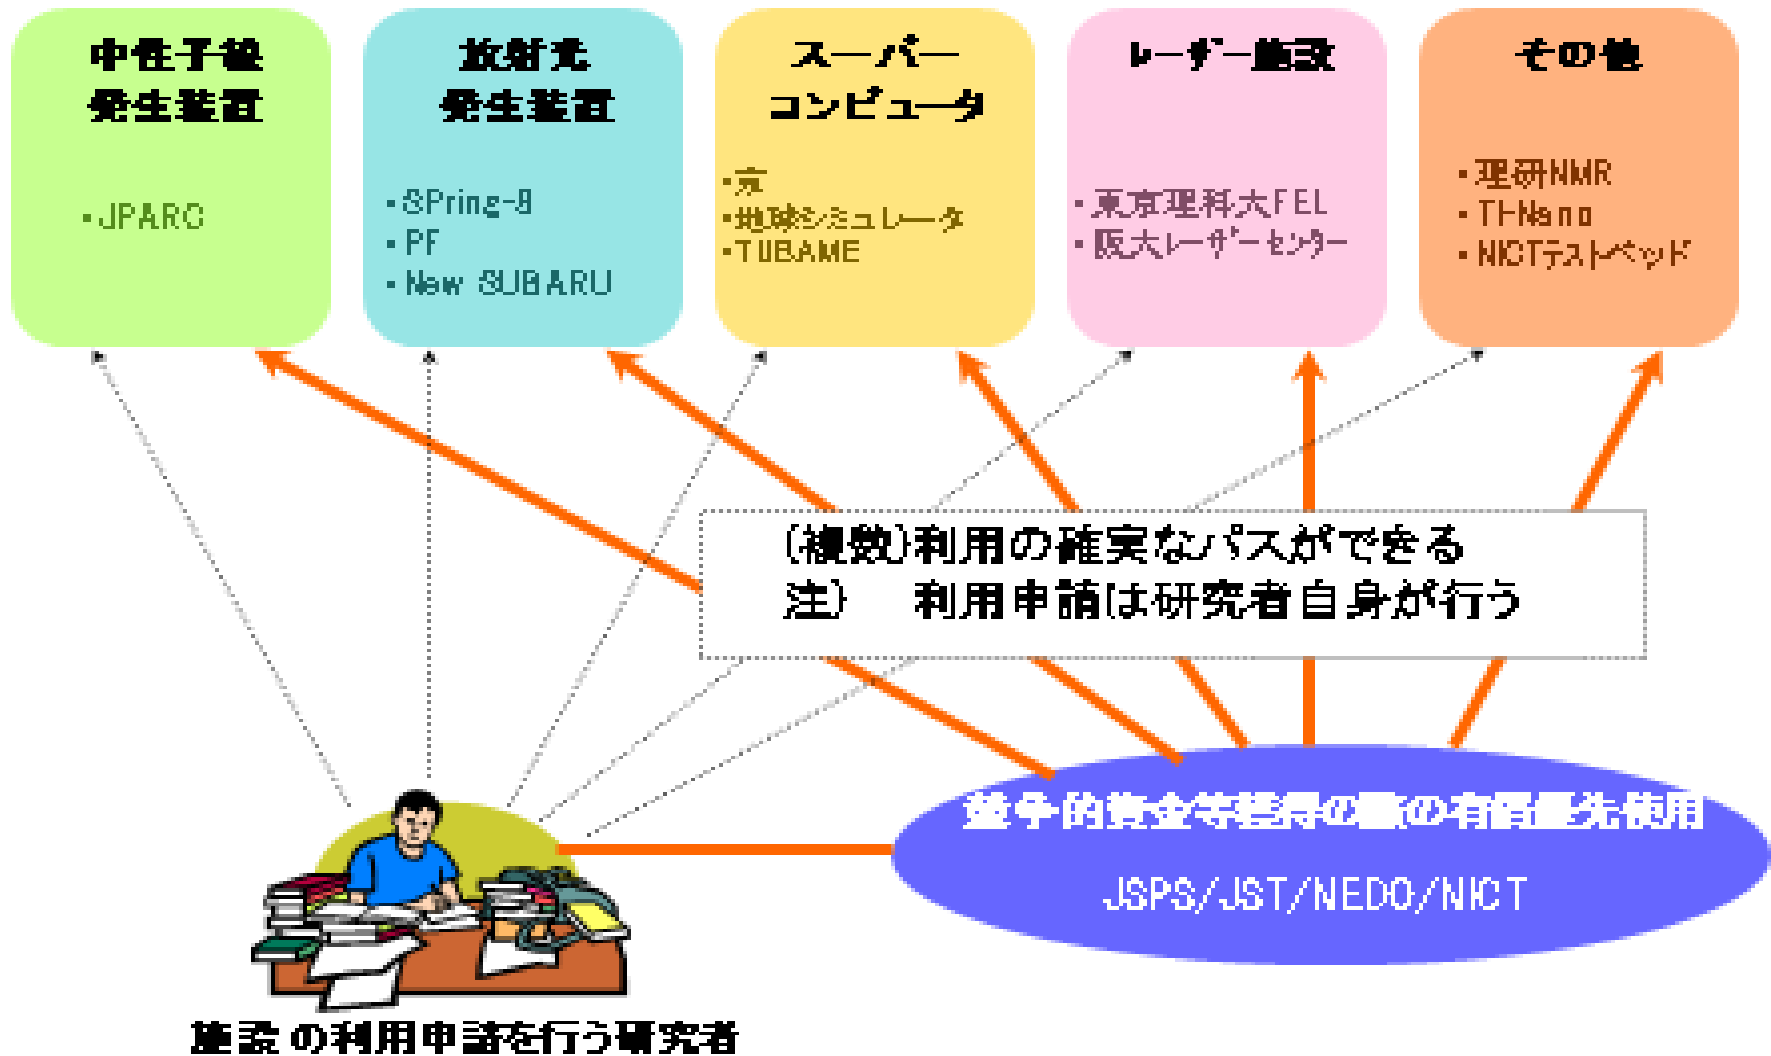 中性子線
発生装置
・JPARC
放射光
発生装置
・SPring-8
・PF
・New SUBARU
スーパー
コンピュータ
・京
・地球シミュレータ
・TUBAME
レーザー施設
・東京理科大FEL
・阪大レーザーセンター
その他
・理研NMR
・TI-Nano
・NICTテストベッド
(複数)利用の確実なパスができる
注)　利用申請は研究者自身が行う
競争的資金等獲得の際の有償優先使用
JSPS/JST/NEDO/NICT
施設の利用申請を行う研究者